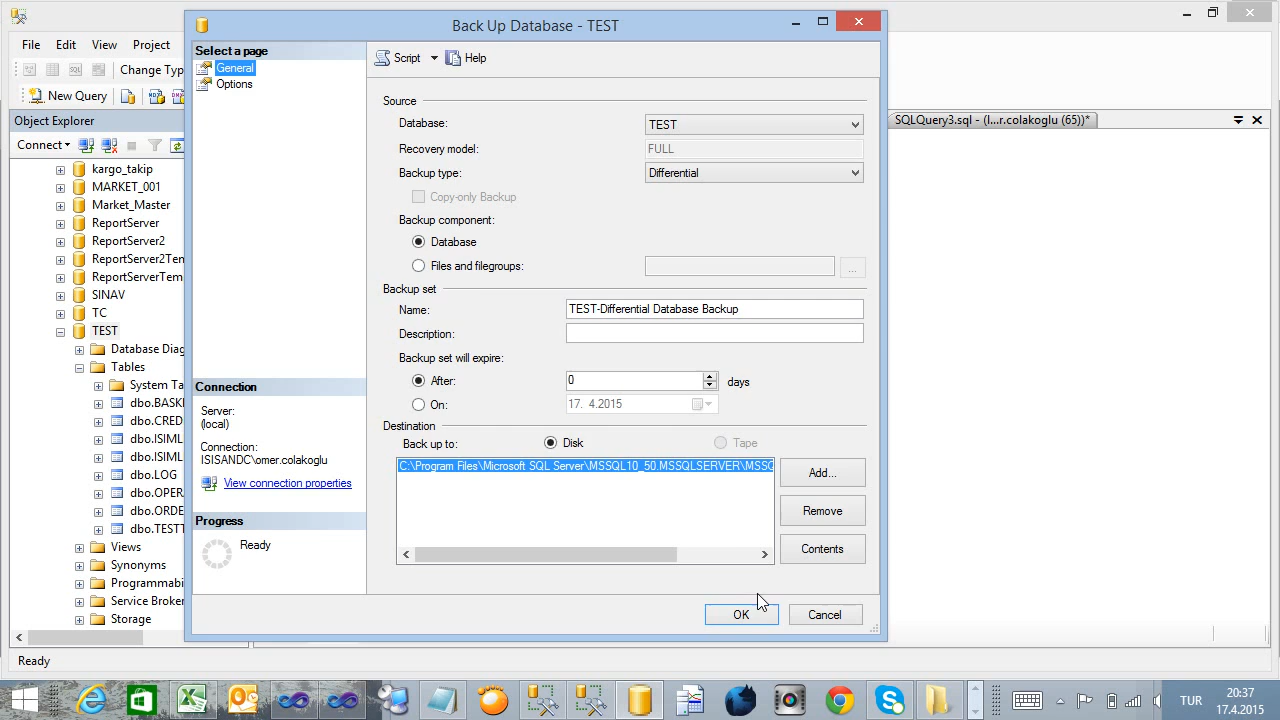 Back Up Database - TEST
File Edit View Project
Change Typ
New Query
Object Explorer
Connect
kargo_takip
MARKET_001
Market_Master
ReportServer
ReportServer2
ReportServer2Tem
ReportServerTem
SINAV
TC
TEST
Database Diag
Tables
System Ta
dbo.BASK
dbo.CRED
dbo.ISIML
dbo.ISIML
dbo.LOG
dbo.OPER
dbo.ORDE
dbo.TESTT
Views
Synonyms
Programmabi
Service Broker
Storage
Ready
Select a page
General
Options
Connection
Server:
(local)
Connection:
ISISANDC\omer.colakoglu
View connection properties
Progress
Ready
Script Help
Source
Database: TEST
Recovery model: FULL
Backup type: Differential
Copy-only Backup
Backup component:
Database
Files and filegroups: ...
Backup set
Name: TEST-Differential Database Backup
Description:
Backup set will expire:
After: 0 days
On: 17. 4.2015
Destination
Back up to: Disk Tape
C:\Program Files\Microsoft SQL Server\MSSQL10_50.MSSQLSERVER\MSSQ
Add...
Remove
Contents
OK Cancel
SQLQuery3.sql - (l...r.colakoglu (65))*
TUR
20:37
17.4.2015